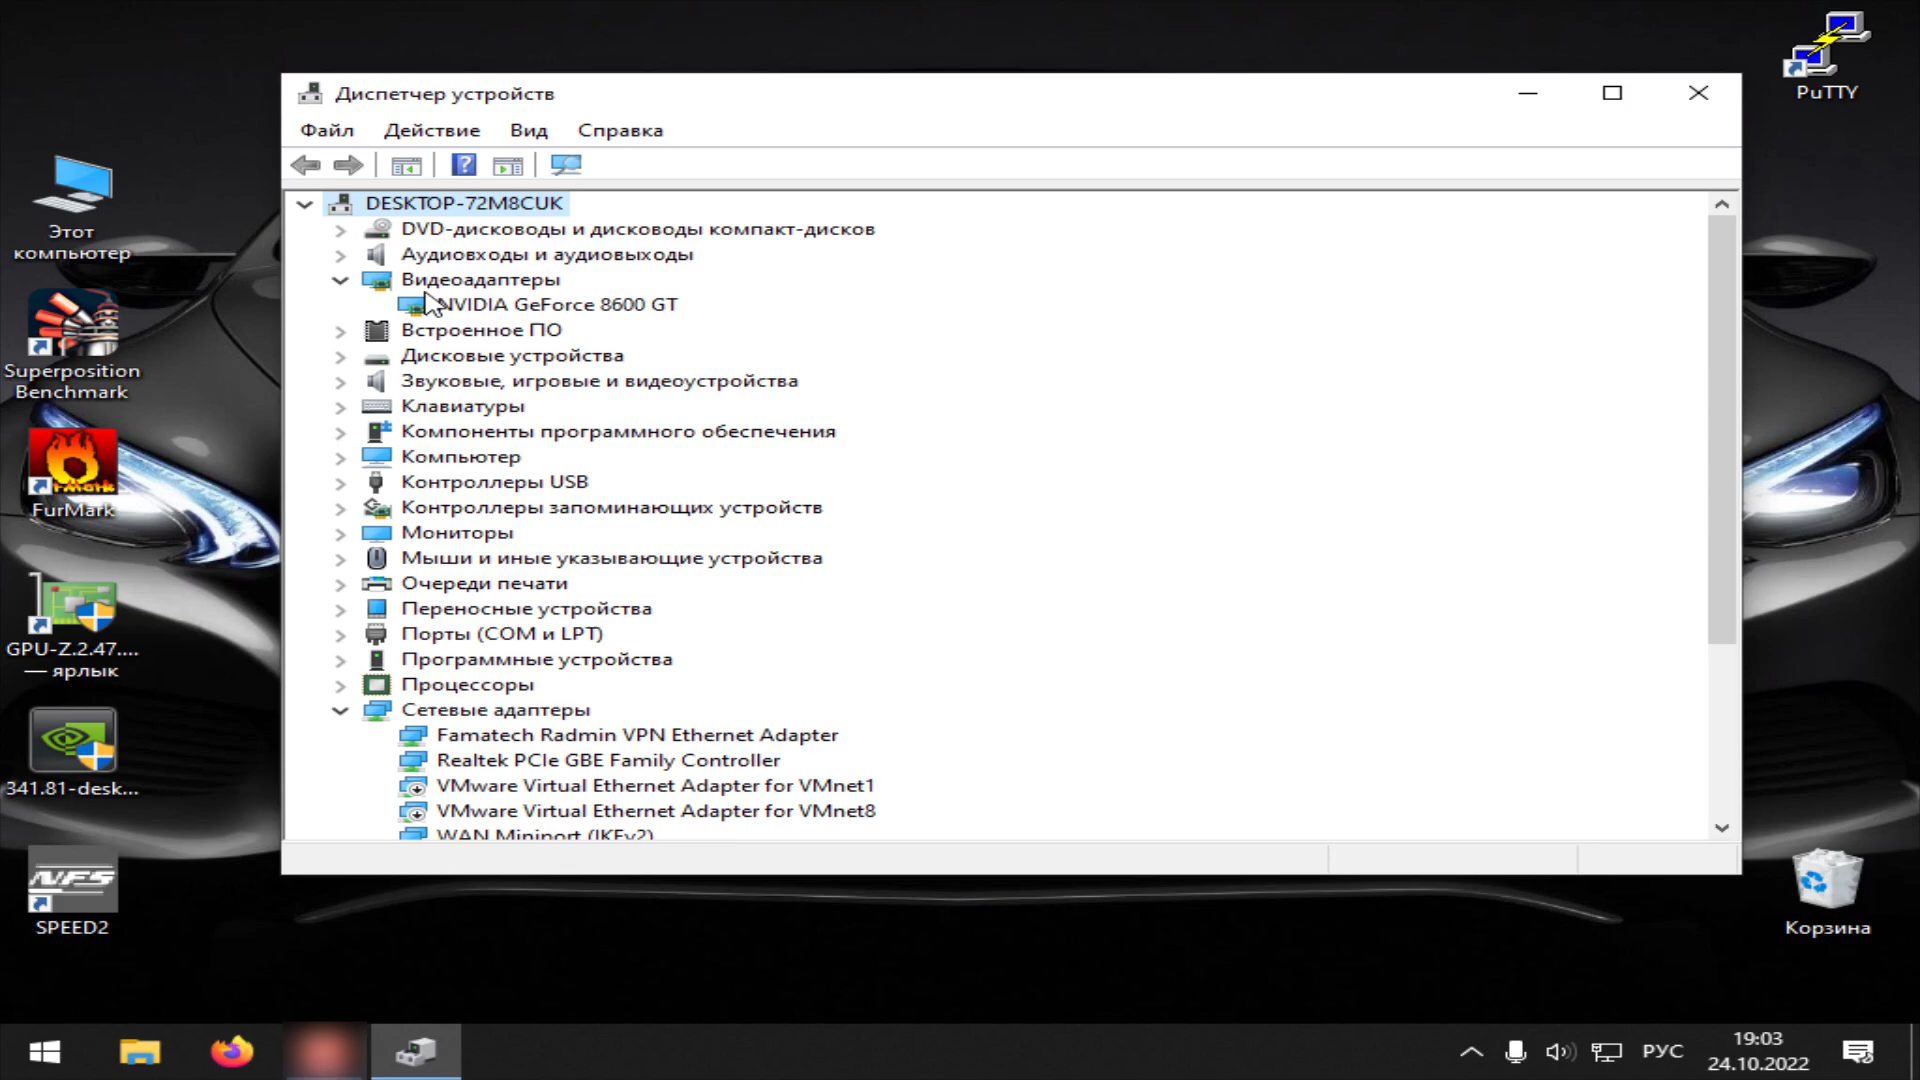 PuTTY
Диспетчер устройств
Файл Действие Вид Справка
DESKTOP-72M8CUK
DVD-дисководы и дисководы компакт-дисков
Аудиовходы и аудиовыходы
Видеоадаптеры
NVIDIA GeForce 8600 GT
Встроенное ПО
Дисковые устройства
Звуковые, игровые и видеоустройства
Клавиатуры
Компоненты программного обеспечения
Компьютер
Контроллеры USB
Контроллеры запоминающих устройств
Мониторы
Мыши и иные указывающие устройства
Очереди печати
Переносные устройства
Порты (COM и LPT)
Программные устройства
Процессоры
Сетевые адаптеры
Famatech Radmin VPN Ethernet Adapter
Realtek PCIe GBE Family Controller
VMware Virtual Ethernet Adapter for VMnet1
VMware Virtual Ethernet Adapter for VMnet8
WAN Miniport (IKEv2)
Этот
компьютер
Superposition
Benchmark
FurMark
GPU-Z.2.47....
— ярлык
341.81-desk...
NFS
SPEED2
Корзина
РУС
19:03
24.10.2022